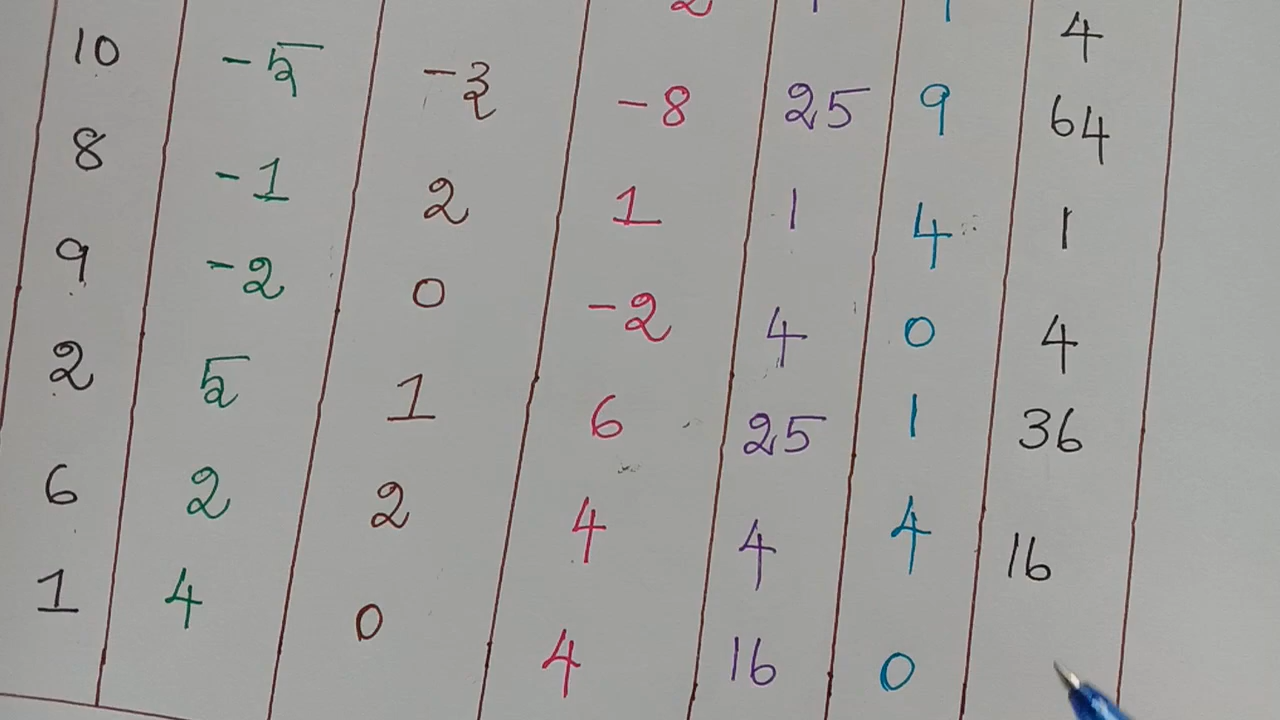 10 -5 -3 -8 25 9 4
8 -1 2 1 1 4 64
9 -2 0 -2 4 0 1
2 5 1 6 25 1 4
6 2 2 4 4 4 36
1 4 0 4 16 0 16